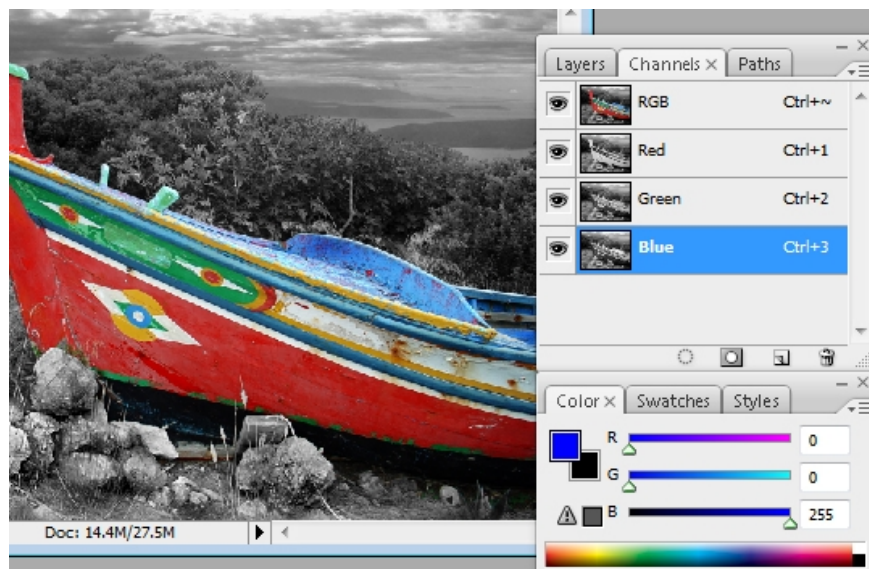 Layers Channels × Paths
RGB Ctrl+~
Red Ctrl+1
Green Ctrl+2
Blue Ctrl+3
Color × Swatches Styles
R 0
G 0
B 255
Doc: 14.4M/27.5M